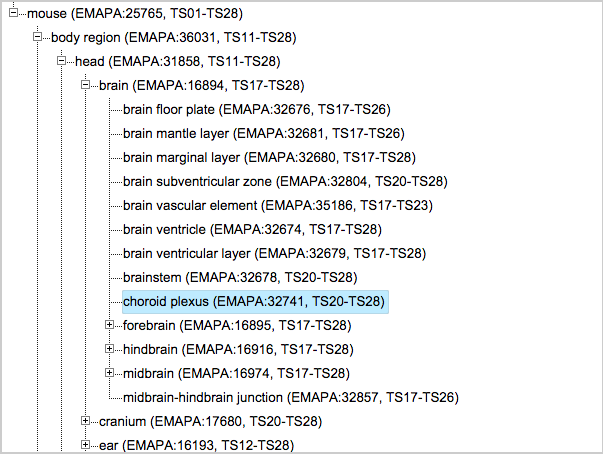 mouse (EMAPA:25765, TS01-TS28)
body region (EMAPA:36031, TS11-TS28)
head (EMAPA:31858, TS11-TS28)
brain (EMAPA:16894, TS17-TS28)
brain floor plate (EMAPA:32676, TS17-TS26)
brain mantle layer (EMAPA:32681, TS17-TS26)
brain marginal layer (EMAPA:32680, TS17-TS28)
brain subventricular zone (EMAPA:32804, TS20-TS28)
brain vascular element (EMAPA:35186, TS17-TS23)
brain ventricle (EMAPA:32674, TS17-TS28)
brain ventricular layer (EMAPA:32679, TS17-TS28)
brainstem (EMAPA:32678, TS20-TS28)
choroid plexus (EMAPA:32741, TS20-TS28)
forebrain (EMAPA:16895, TS17-TS28)
hindbrain (EMAPA:16916, TS17-TS28)
midbrain (EMAPA:16974, TS17-TS28)
midbrain-hindbrain junction (EMAPA:32857, TS17-TS26)
cranium (EMAPA:17680, TS20-TS28)
ear (EMAPA:16193, TS12-TS28)